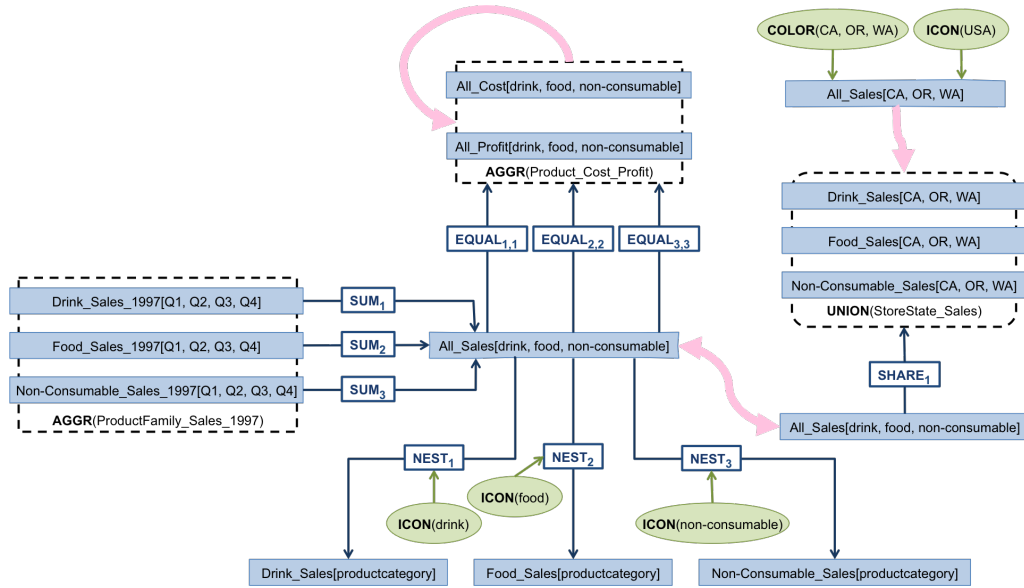 COLOR(CA, OR, WA)
ICON(USA)
All_Cost[drink, food, non-consumable]
All_Sales[CA, OR, WA]
All_Profit[drink, food, non-consumable]
AGGR(Product_Cost_Profit)
Drink_Sales[CA, OR, WA]
EQUAL1,1
EQUAL2,2
EQUAL3,3
Food_Sales[CA, OR, WA]
Non-Consumable_Sales[CA, OR, WA]
UNION(StoreState_Sales)
Drink_Sales_1997[Q1, Q2, Q3, Q4]
SUM1
Food_Sales_1997[Q1, Q2, Q3, Q4]
SUM2
All_Sales[drink, food, non-consumable]
Non-Consumable_Sales_1997[Q1, Q2, Q3, Q4]
SUM3
AGGR(ProductFamily_Sales_1997)
SHARE1
All_Sales[drink, food, non-consumable]
NEST1
NEST2
NEST3
ICON(food)
ICON(drink)
ICON(non-consumable)
Drink_Sales[productcategory]
Food_Sales[productcategory]
Non-Consumable_Sales[productcategory]